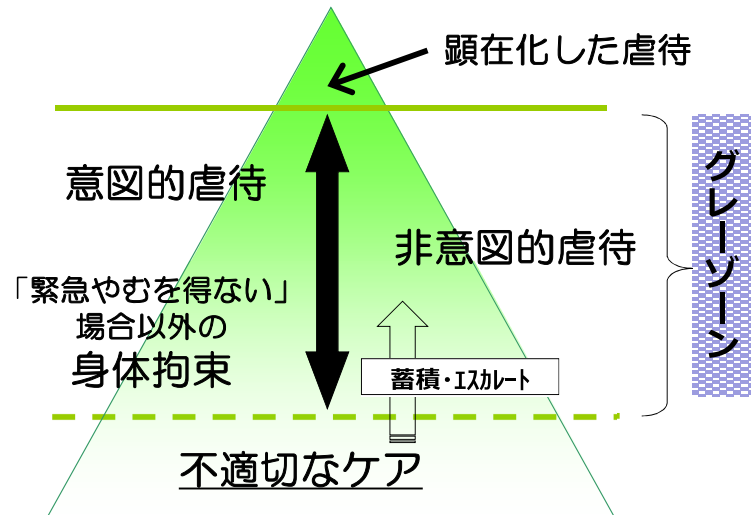 顕在化した虐待
意図的虐待
非意図的虐待
「緊急やむを得ない」
場合以外の
身体拘束
蓄積・エスカレート
不適切なケア
グレーゾーン